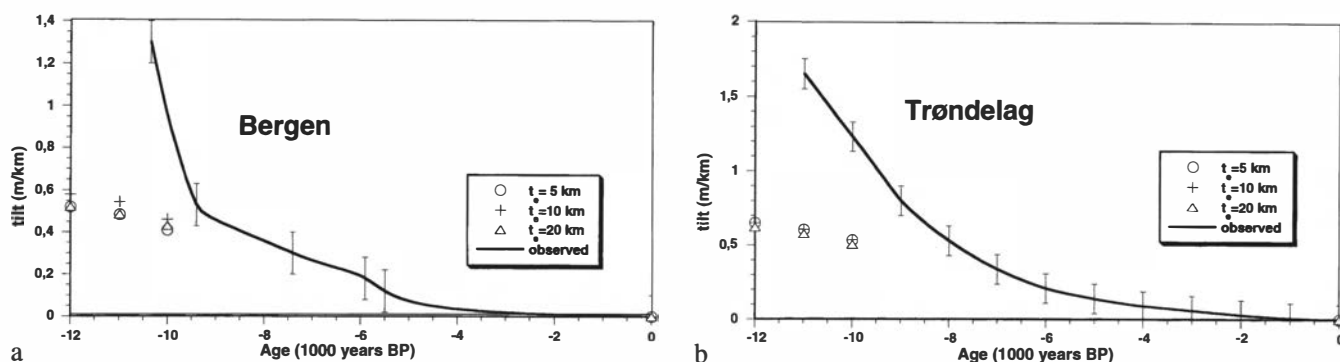 1,4
1,2
1
0,8
0,6
0,4
0,2
0
tilt (m/km)
Bergen
t = 5 km
e
t =10 km
e
t =20 km
e
observed
-12
-10
-8
-6
-4
-2
0
Age (1000 years BP)
a
2
1,5
1
0,5
0
tilt (m/km)
Trøndelag
t =5 km
e
t =10 km
e
t =20 km
e
observed
-12
-10
-8
-6
-4
-2
0
Age (1000 years BP)
b